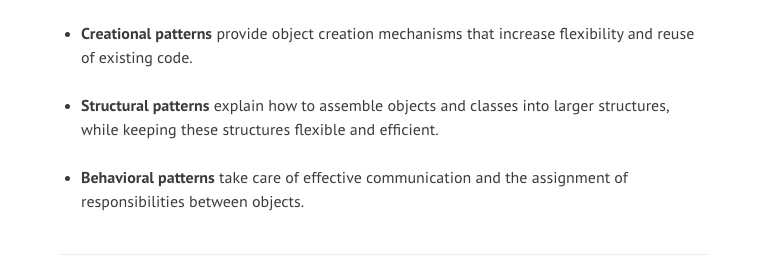 • Creational patterns provide object creation mechanisms that increase flexibility and reuse
of existing code.
• Structural patterns explain how to assemble objects and classes into larger structures,
while keeping these structures flexible and efficient.
• Behavioral patterns take care of effective communication and the assignment of
responsibilities between objects.